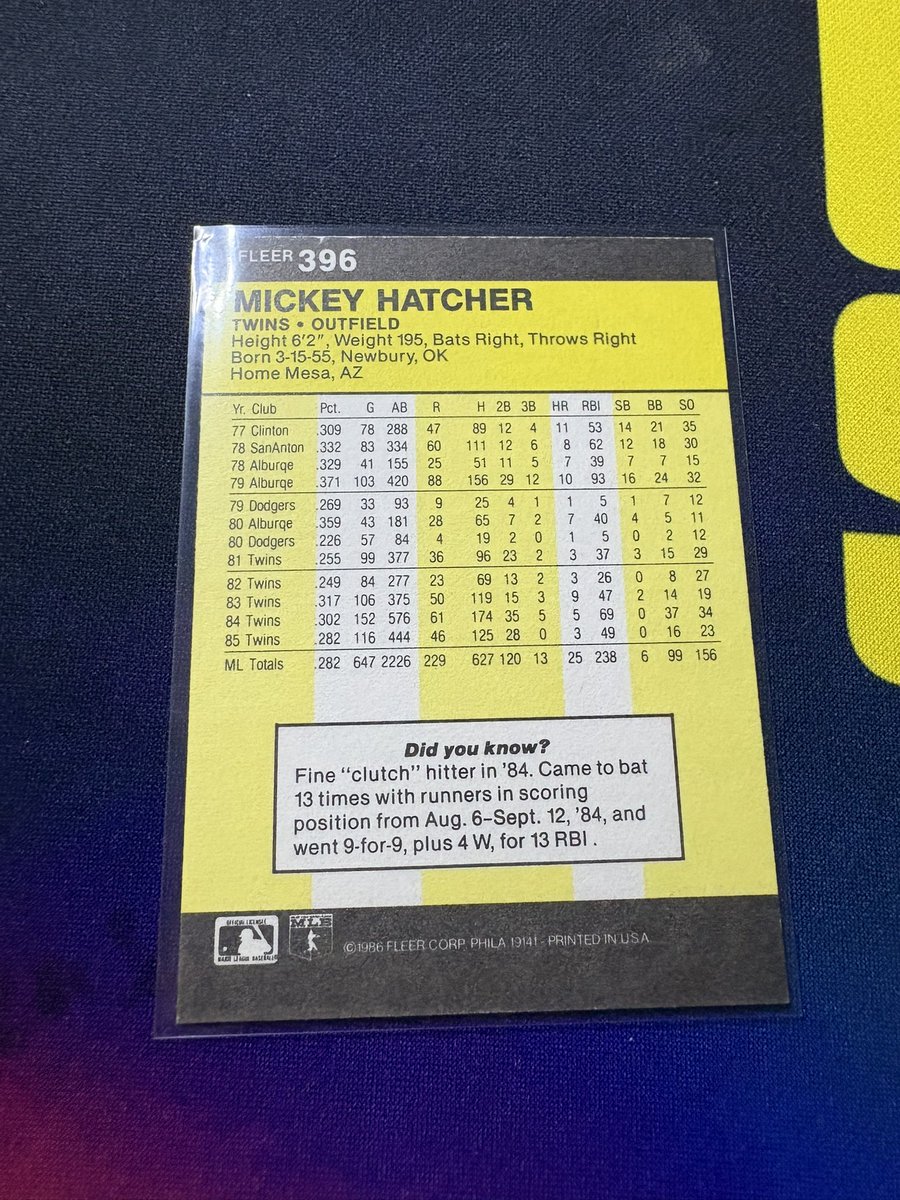 FLEER 396
MICKEY HATCHER
TWINS • OUTFIELD
Height 6'2", Weight 195, Bats Right, Throws Right
Born 3-15-55, Newbury, OK
Home Mesa, AZ
Yr. Club Pct. G AB R H 2B 3B HR RBI SB BB SO
77 Clinton .309 78 288 47 89 12 4 11 53 14 21 35
78 SanAnton .332 83 334 60 111 12 6 8 62 12 18 30
78 Alburqe .329 41 155 25 51 11 5 7 39 7 7 15
79 Alburqe .371 103 420 88 156 29 12 10 93 16 24 32
79 Dodgers .269 33 93 9 25 4 1 1 5 1 7 12
80 Alburqe .359 43 181 28 65 7 2 7 40 4 5 11
80 Dodgers .226 57 84 4 19 2 0 1 5 0 2 12
81 Twins .255 99 377 36 96 23 2 3 37 3 15 29
82 Twins .249 84 277 23 69 13 2 3 26 0 8 27
83 Twins .317 106 375 50 119 15 3 9 47 2 14 19
84 Twins .302 152 576 61 174 35 5 5 69 0 37 34
85 Twins .282 116 444 46 125 28 0 3 49 0 16 23
ML Totals .282 647 2226 229 627 120 13 25 238 6 99 156
Did you know?
Fine "clutch" hitter in '84. Came to bat
13 times with runners in scoring
position from Aug. 6–Sept. 12, '84, and
went 9-for-9, plus 4 W, for 13 RBI .
OFFICIAL LICENSEE
MAJOR LEAGUE BASEBALL
MLB
©1986 FLEER CORP. PHILA 19141 - PRINTED IN U.S.A.